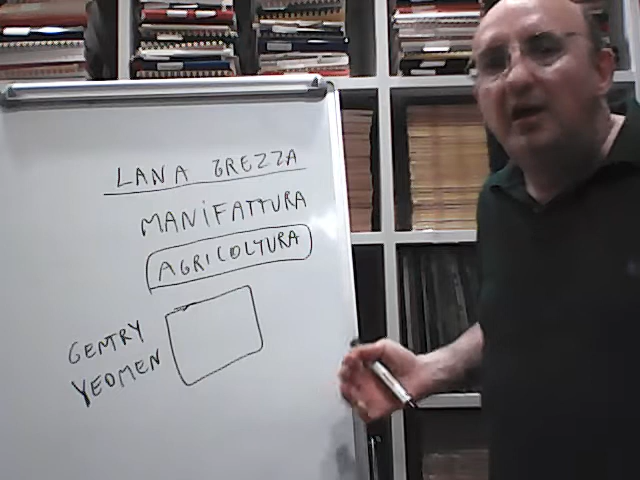 LANA GREZZA
MANIFATTURA
AGRICOLTURA
GENTRY
YEOMEN